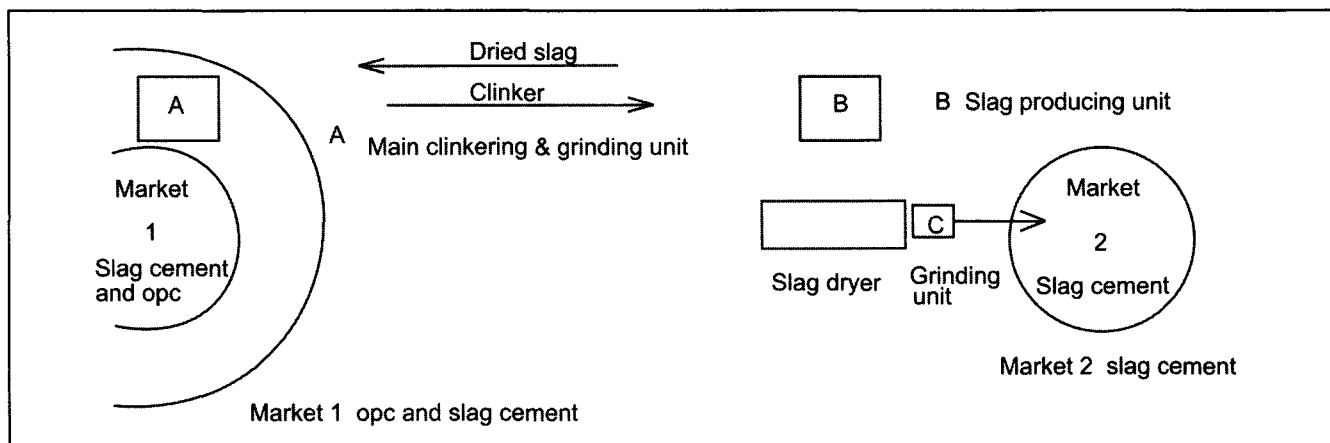 Dried slag
Clinker
A
A
Main clinkering & grinding unit
B
B Slag producing unit
Market
1
Slag cement
and opc
Slag dryer
C
Grinding
unit
Market
2
Slag cement
Market 2 slag cement
Market 1 opc and slag cement